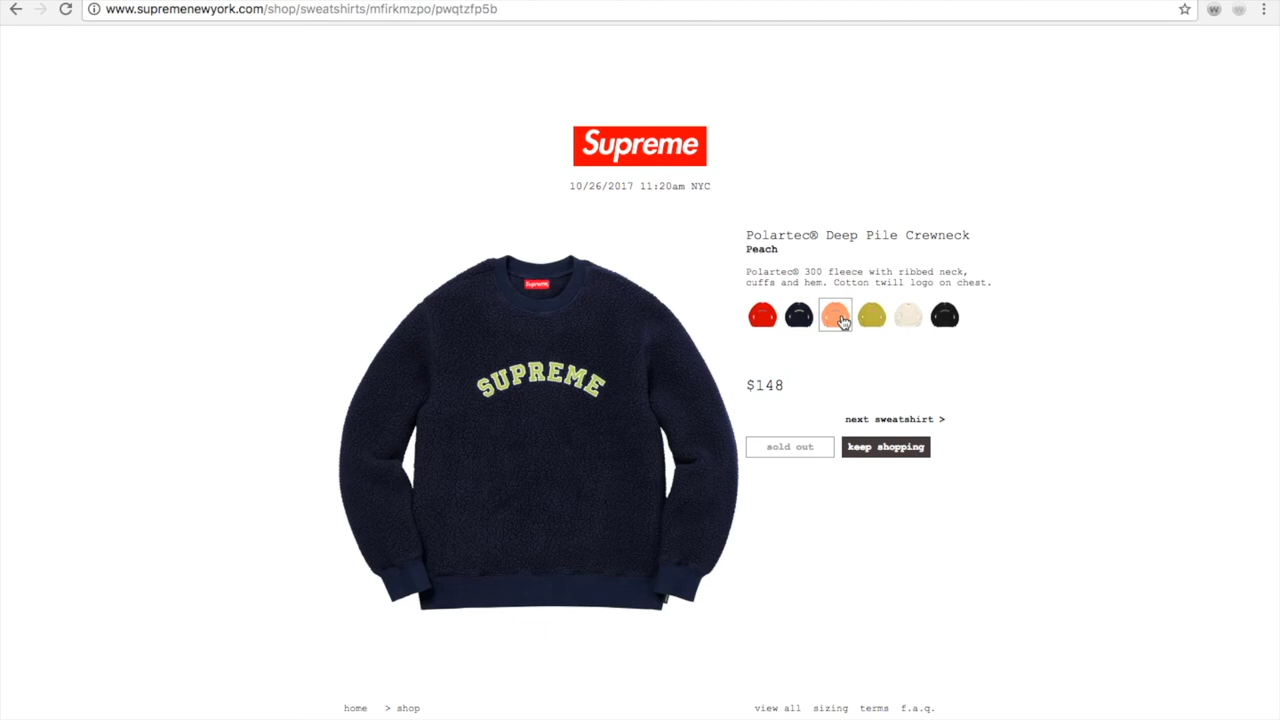 www.supremenewyork.com/shop/sweatshirts/mfirkmzpo/pwqtzfp5b
Supreme
10/26/2017 11:20am NYC
Polartec® Deep Pile Crewneck
Peach
Polartec® 300 fleece with ribbed neck,
cuffs and hem. Cotton twill logo on chest.
Supreme
SUPREME
$148
next sweatshirt >
sold out
keep shopping
home > shop
view all sizing terms f.a.q.